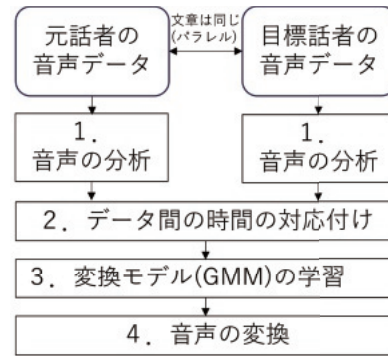 元話者の
音声データ
文章は同じ
(パラレル)
目標話者の
音声データ
1.
音声の分析
1.
音声の分析
2. データ間の時間の対応付け
3. 変換モデル(GMM)の学習
4. 音声の変換